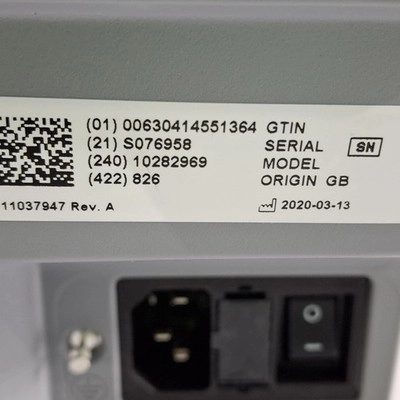 (01) 00630414551364 GTIN
(21) S076958 SERIAL SN
(240) 10282969 MODEL
(422) 826 ORIGIN GB
11037947 Rev. A 2020-03-13